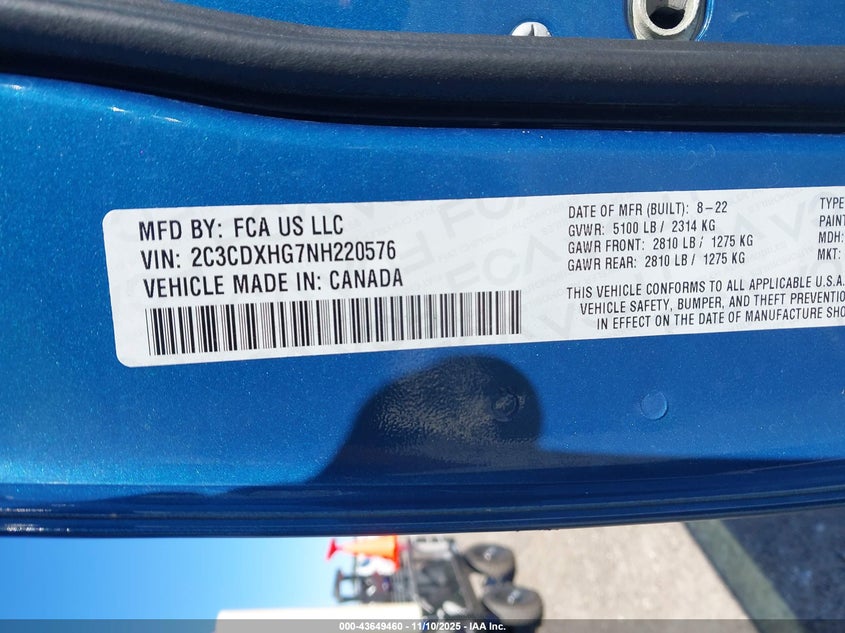 MFD BY: FCA US LLC
VIN: 2C3CDXHG7NH220576
VEHICLE MADE IN: CANADA
DATE OF MFR (BUILT): 8-22
GVWR: 5100 LB / 2314 KG
GAWR FRONT: 2810 LB / 1275 KG
GAWR REAR: 2810 LB / 1275 KG
THIS VEHICLE CONFORMS TO ALL APPLICABLE U.S.A.
VEHICLE SAFETY, BUMPER, AND THEFT PREVENTIO
IN EFFECT ON THE DATE OF MANUFACTURE SHO
TYPE
PAINT
MDH:
MKT:
000-43649460 - 11/10/2025 - IAA Inc.